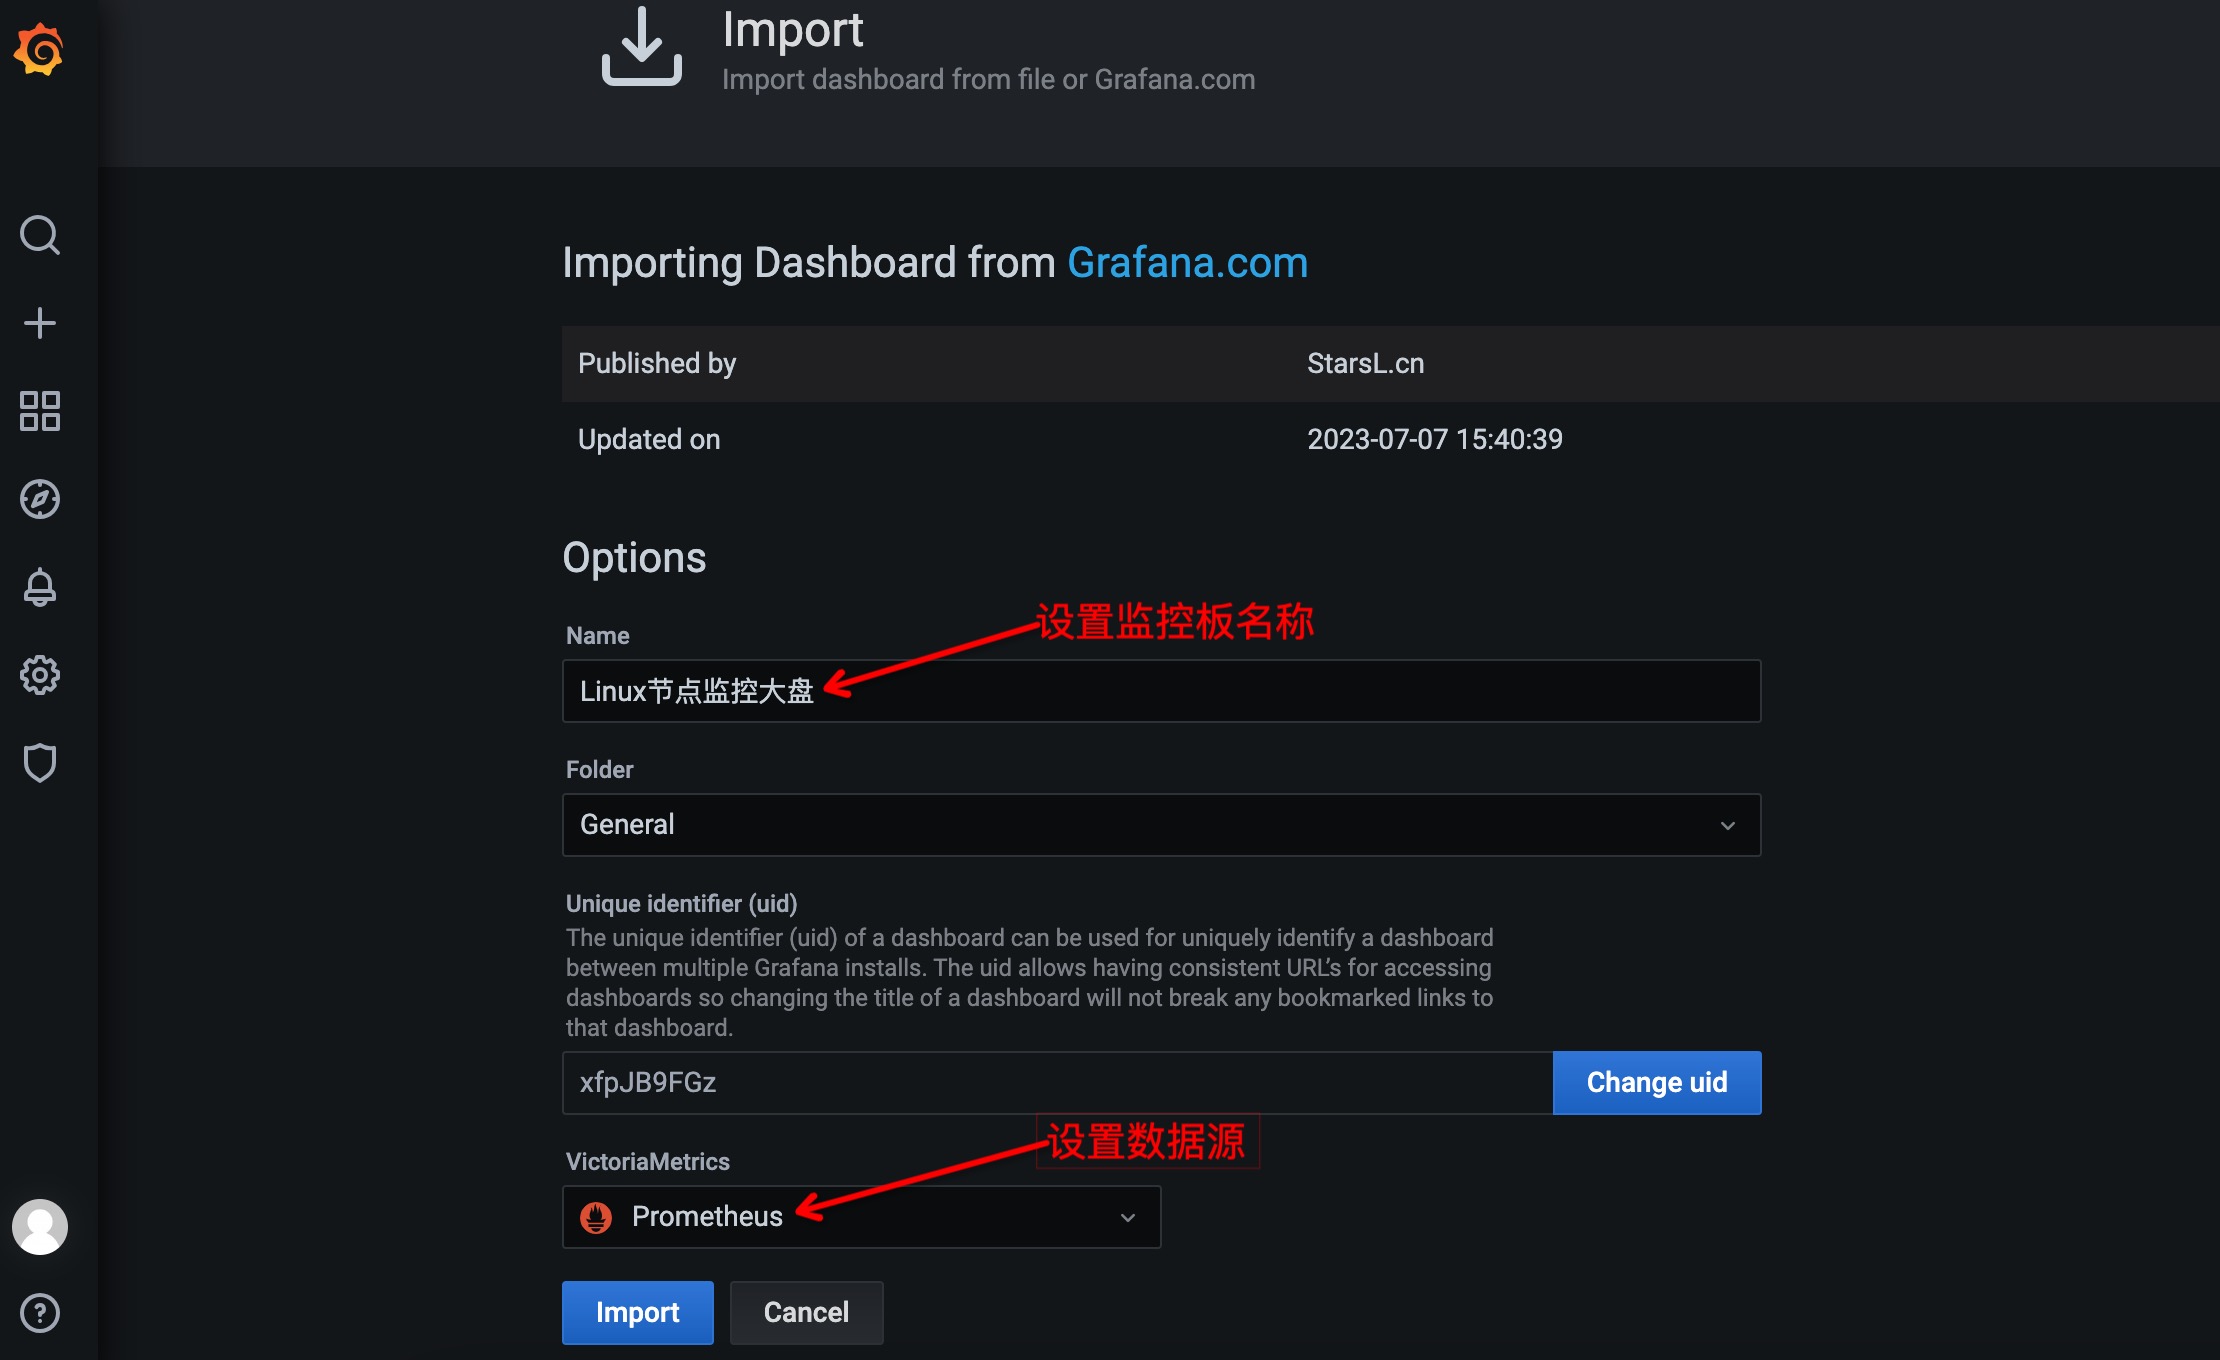 Import
Import dashboard from file or Grafana.com
Importing Dashboard from Grafana.com
Published by StarsL.cn
Updated on 2023-07-07 15:40:39
Options
设置监控板名称
Name
Linux节点监控大盘
Folder
General
Unique identifier (uid)
The unique identifier (uid) of a dashboard can be used for uniquely identify a dashboard
between multiple Grafana installs. The uid allows having consistent URL's for accessing
dashboards so changing the title of a dashboard will not break any bookmarked links to
that dashboard.
xfpJB9FGz Change uid
设置数据源
VictoriaMetrics
Prometheus
Import Cancel